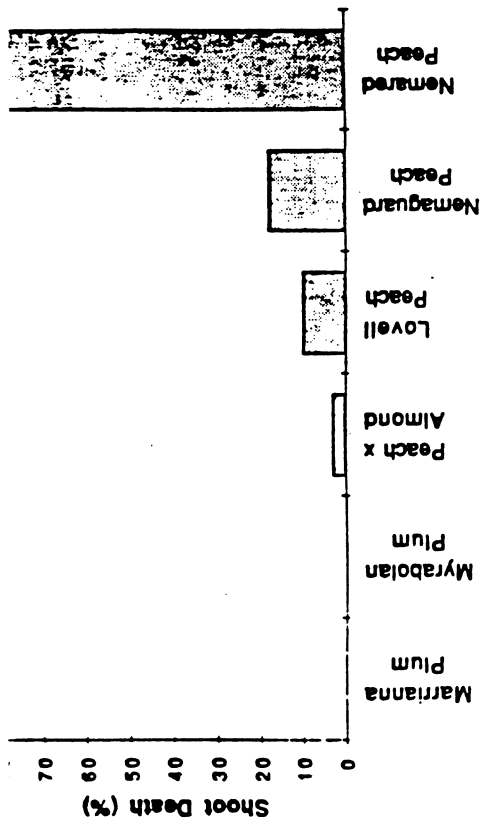 Shoot Death (%)
0 10 20 30 40 50 60 70
Marrianna
Plum
Myrabolan
Plum
Peach x
Almond
Lovell
Peach
Nemaguard
Peach
Nemared
Peach